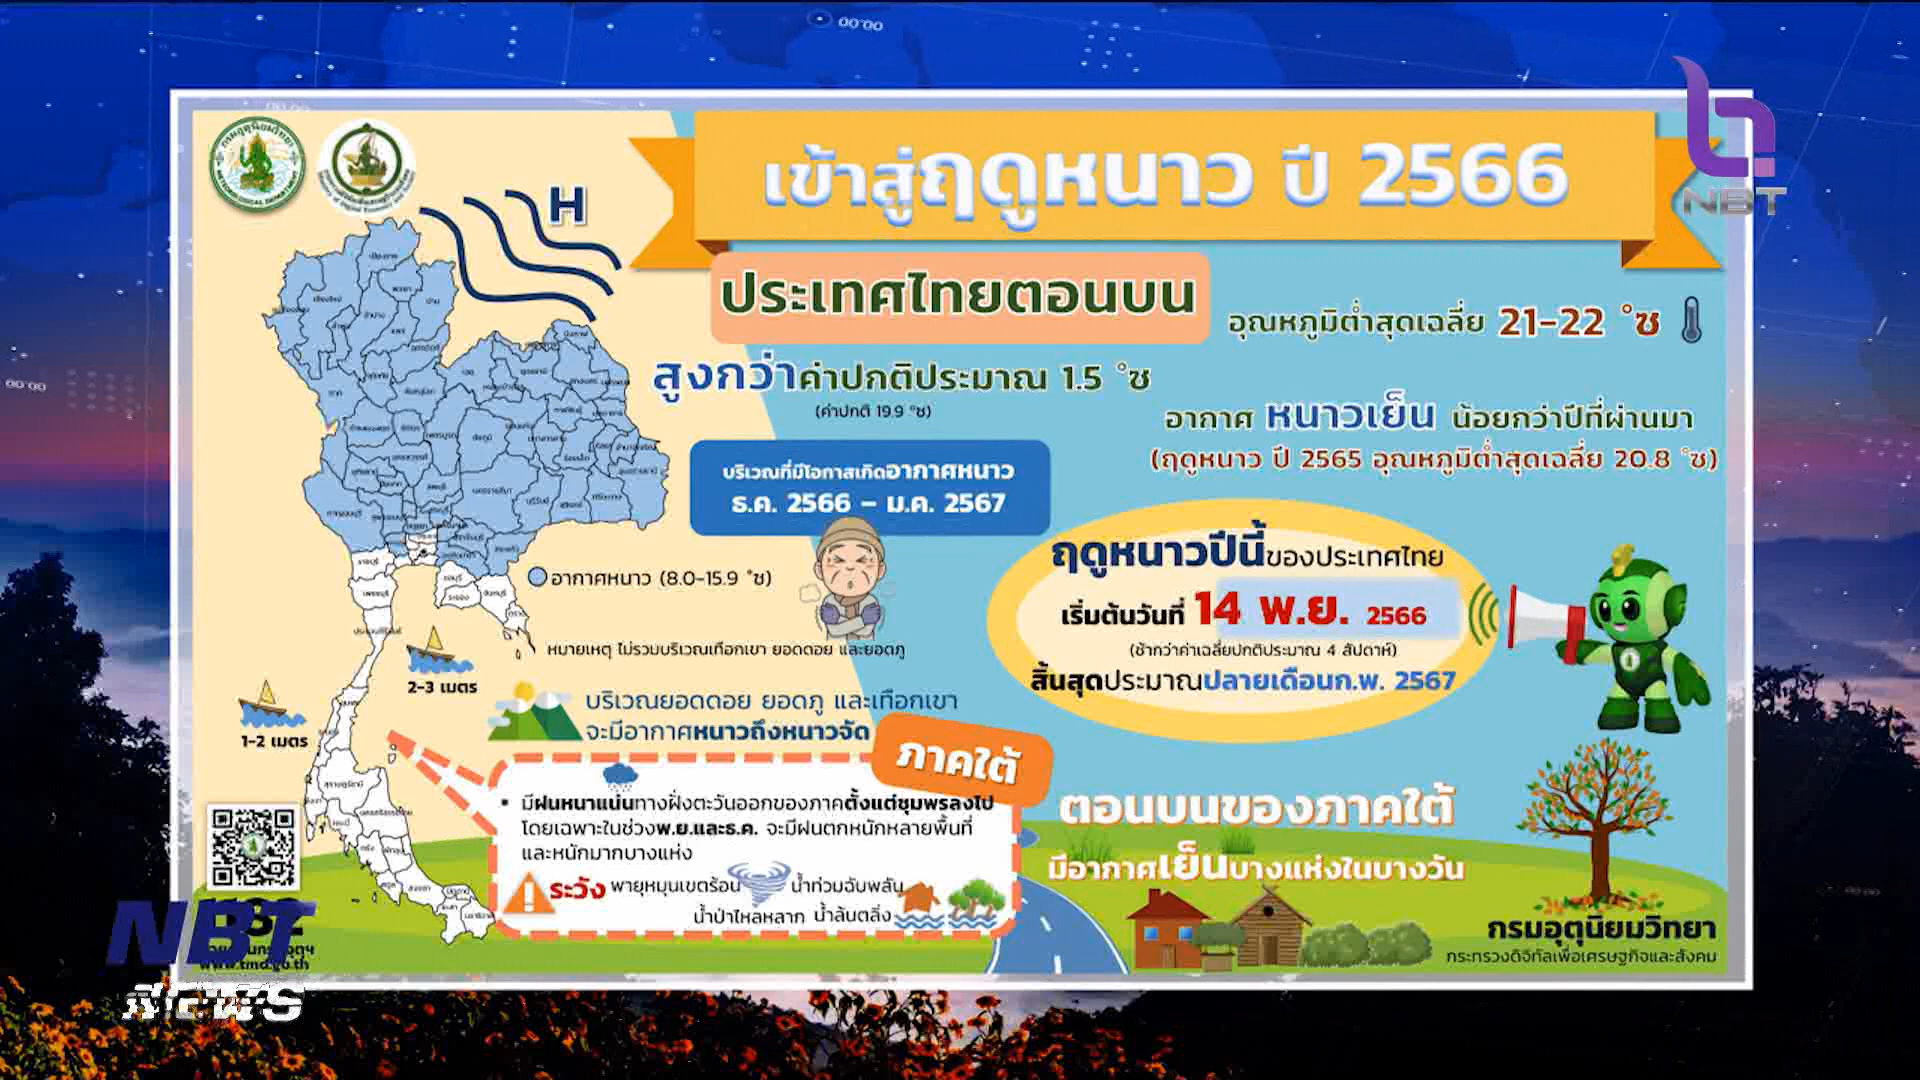 เข้าสู่ฤดูหนาว ปี 2566
NBT
H
ประเทศไทยตอนบน
อุณหภูมิต่ำสุดเฉลี่ย 21-22 °ซ
สูงกว่าค่าปกติประมาณ 1.5 °ซ
(ค่าปกติ 19.9 °ซ)
อากาศ หนาวเย็น น้อยกว่าปีที่ผ่านมา
(ฤดูหนาว ปี 2565 อุณหภูมิต่ำสุดเฉลี่ย 20.8 °ซ)
บริเวณที่มีโอกาสเกิดอากาศหนาว
ธ.ค. 2566 – ม.ค. 2567
อากาศหนาว (8.0-15.9 °ซ)
หมายเหตุ ไม่รวมบริเวณเทือกเขา ยอดดอย และยอดภู
ฤดูหนาวปีนี้ของประเทศไทย
เริ่มต้นวันที่ 14 พ.ย. 2566
(ช้ากว่าค่าเฉลี่ยปกติประมาณ 4 สัปดาห์)
สิ้นสุดประมาณปลายเดือนก.พ. 2567
2-3 เมตร
1-2 เมตร
บริเวณยอดดอย ยอดภู และเทือกเขา
จะมีอากาศหนาวถึงหนาวจัด
ภาคใต้
• มีฝนหนาแน่นทางฝั่งตะวันออกของภาคตั้งแต่ชุมพรลงไป
โดยเฉพาะในช่วงพ.ย.และธ.ค. จะมีฝนตกหนักหลายพื้นที่
และหนักมากบางแห่ง
ระวัง พายุหมุนเขตร้อน น้ำท่วมฉับพลัน
น้ำป่าไหลหลาก น้ำล้นตลิ่ง
ตอนบนของภาคใต้
มีอากาศเย็นบางแห่งในบางวัน
กรมอุตุนิยมวิทยา
กระทรวงดิจิทัลเพื่อเศรษฐกิจและสังคม
www.tmd.go.th
NBT
NEWS